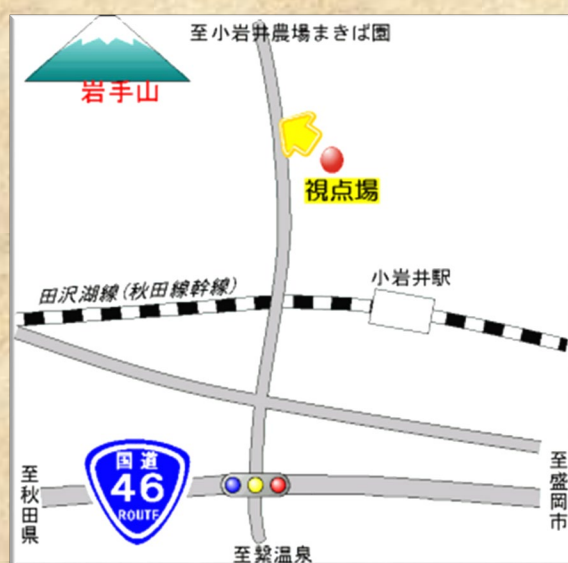 至小岩井農場まきば園
岩手山
視点場
小岩井駅
田沢湖線(秋田線幹線)
国道
46
ROUTE
至秋田県
至盛岡市
至繋温泉